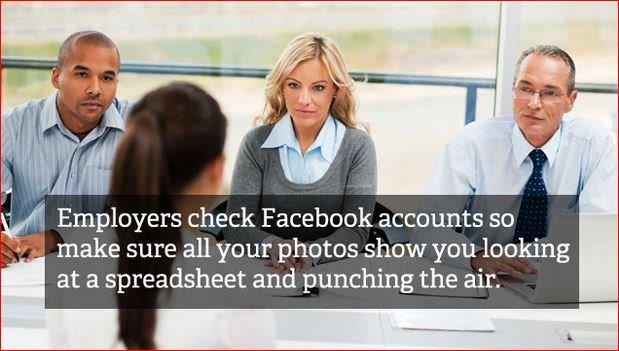 Employers check Facebook accounts so
make sure all your photos show you looking
at a spreadsheet and punching the air.